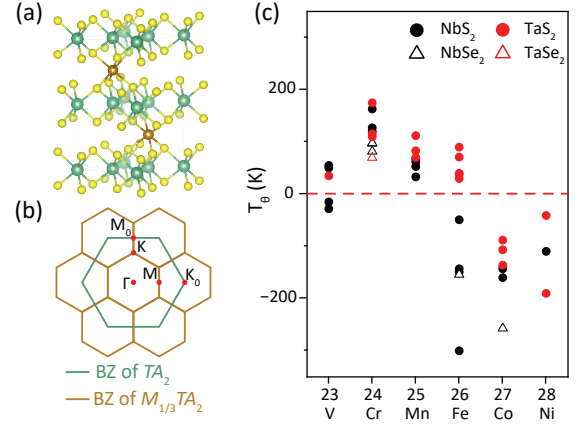 (a)
(b)
M₀
K
Γ
M
K₀
BZ of TA₂
BZ of M₁/₃TA₂
(c)
NbS₂
TaS₂
NbSe₂
TaSe₂
T_θ (K)
200
0
−200
23 24 25 26 27 28
V Cr Mn Fe Co Ni